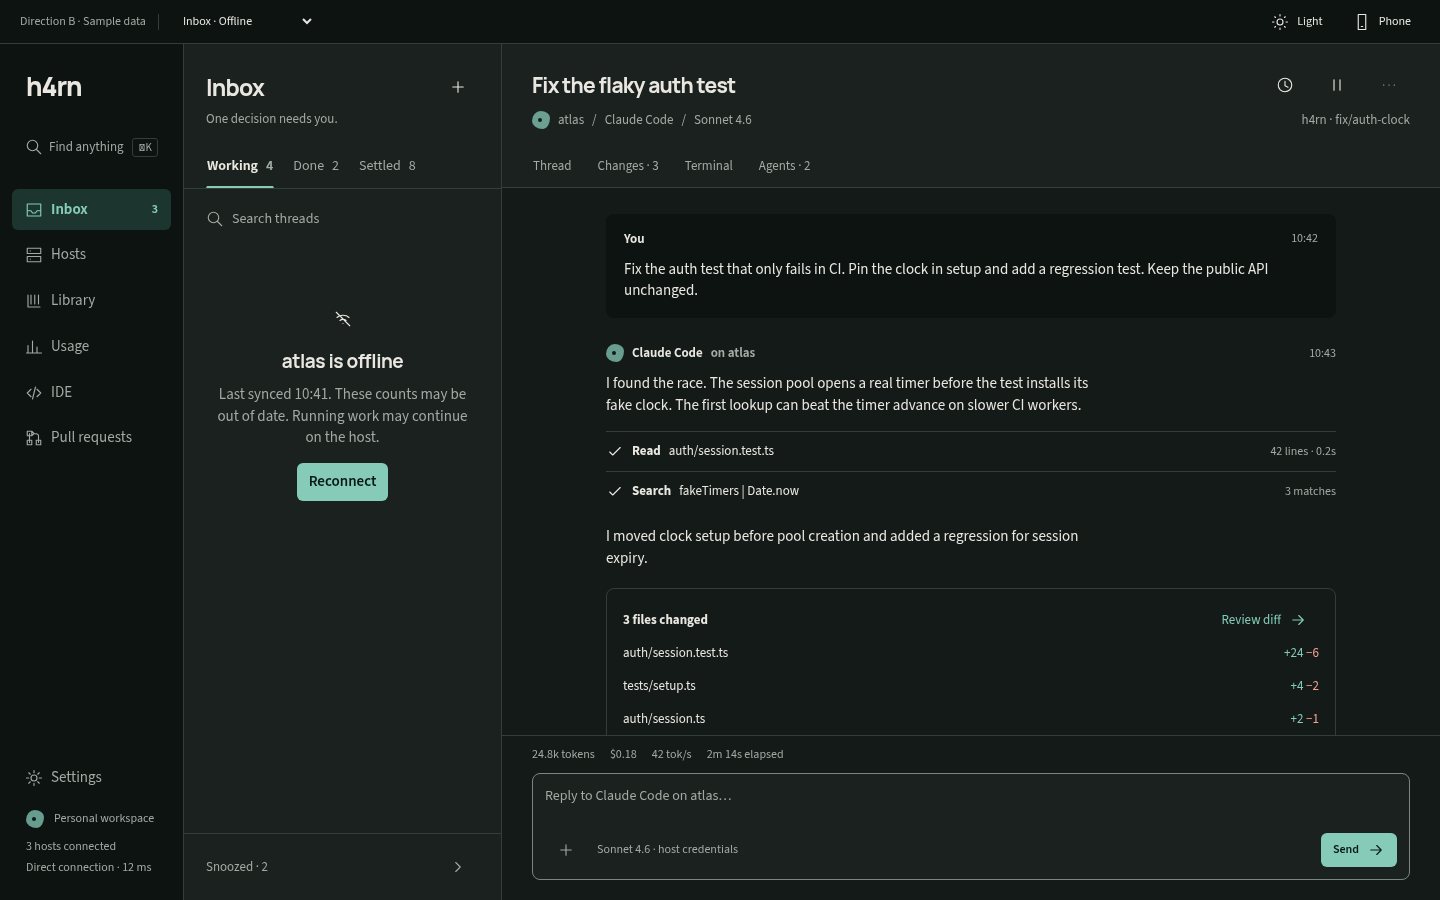 Direction B · Sample data
Inbox · Offline
Light
Phone
h4rn
Find anything
K
Inbox 3
Hosts
Library
Usage
IDE
Pull requests
Settings
Personal workspace
3 hosts connected
Direct connection · 12 ms
Inbox
One decision needs you.
Working 4 Done 2 Settled 8
Search threads
atlas is offline
Last synced 10:41. These counts may be
out of date. Running work may continue
on the host.
Reconnect
Snoozed · 2
Fix the flaky auth test
atlas / Claude Code / Sonnet 4.6
h4rn · fix/auth-clock
Thread Changes · 3 Terminal Agents · 2
You 10:42
Fix the auth test that only fails in CI. Pin the clock in setup and add a regression test. Keep the public API
unchanged.
Claude Code on atlas 10:43
I found the race. The session pool opens a real timer before the test installs its
fake clock. The first lookup can beat the timer advance on slower CI workers.
Read auth/session.test.ts 42 lines · 0.2s
Search fakeTimers | Date.now 3 matches
I moved clock setup before pool creation and added a regression for session
expiry.
3 files changed Review diff
auth/session.test.ts +24 −6
tests/setup.ts +4 −2
auth/session.ts +2 −1
24.8k tokens $0.18 42 tok/s 2m 14s elapsed
Reply to Claude Code on atlas…
Sonnet 4.6 · host credentials
Send